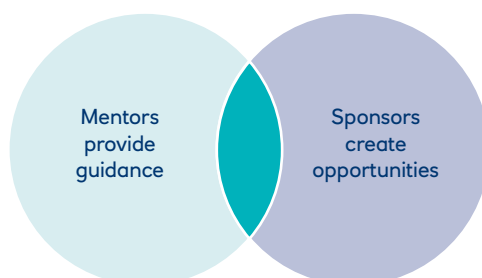 Mentors
provide
guidance
Sponsors
create
opportunities